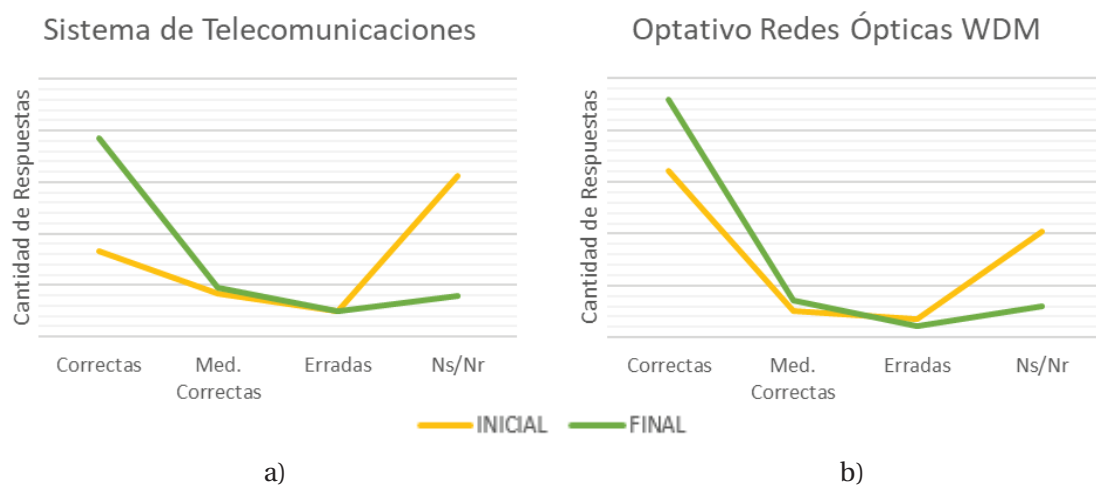 Sistema de Telecomunicaciones
Cantidad de Respuestas
Correctas
Med.
Correctas
Erradas
Ns/Nr
Optativo Redes Ópticas WDM
Cantidad de Respuestas
Correctas
Med.
Correctas
Erradas
Ns/Nr
INICIAL
FINAL
a)
b)